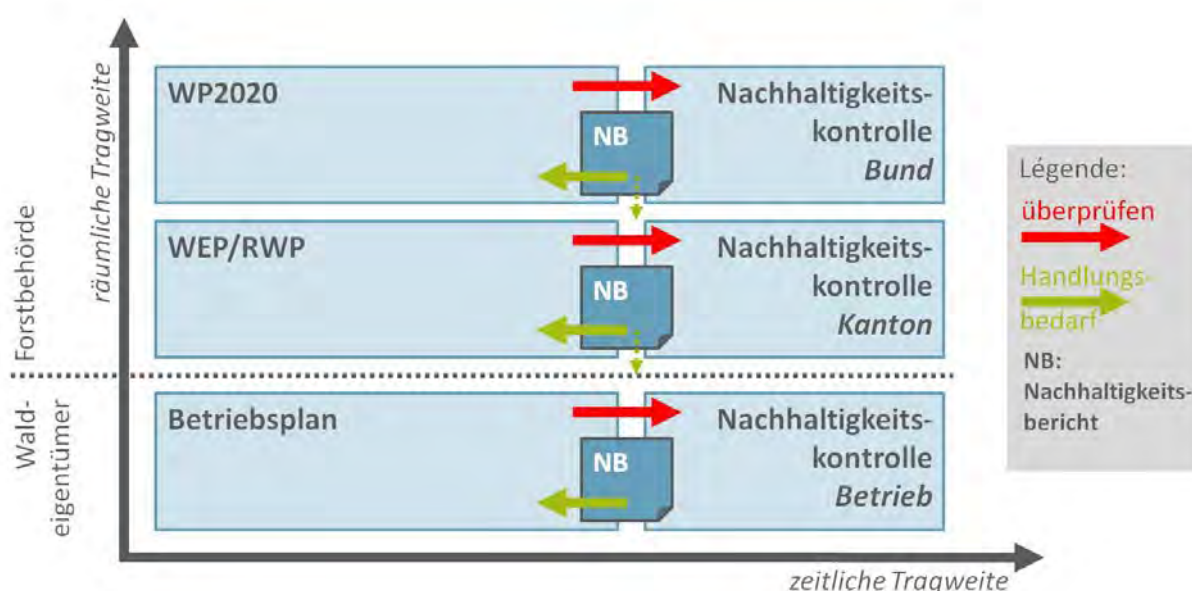 räumliche Tragweite
Forstbehörde
Wald-
eigentümer
WP2020
NB
Nachhaltigkeits-
kontrolle
Bund
WEP/RWP
NB
Nachhaltigkeits-
kontrolle
Kanton
Betriebsplan
NB
Nachhaltigkeits-
kontrolle
Betrieb
zeitliche Tragweite
Légende:
überprüfen
Handlungs-
bedarf
NB:
Nachhaltigkeits-
bericht